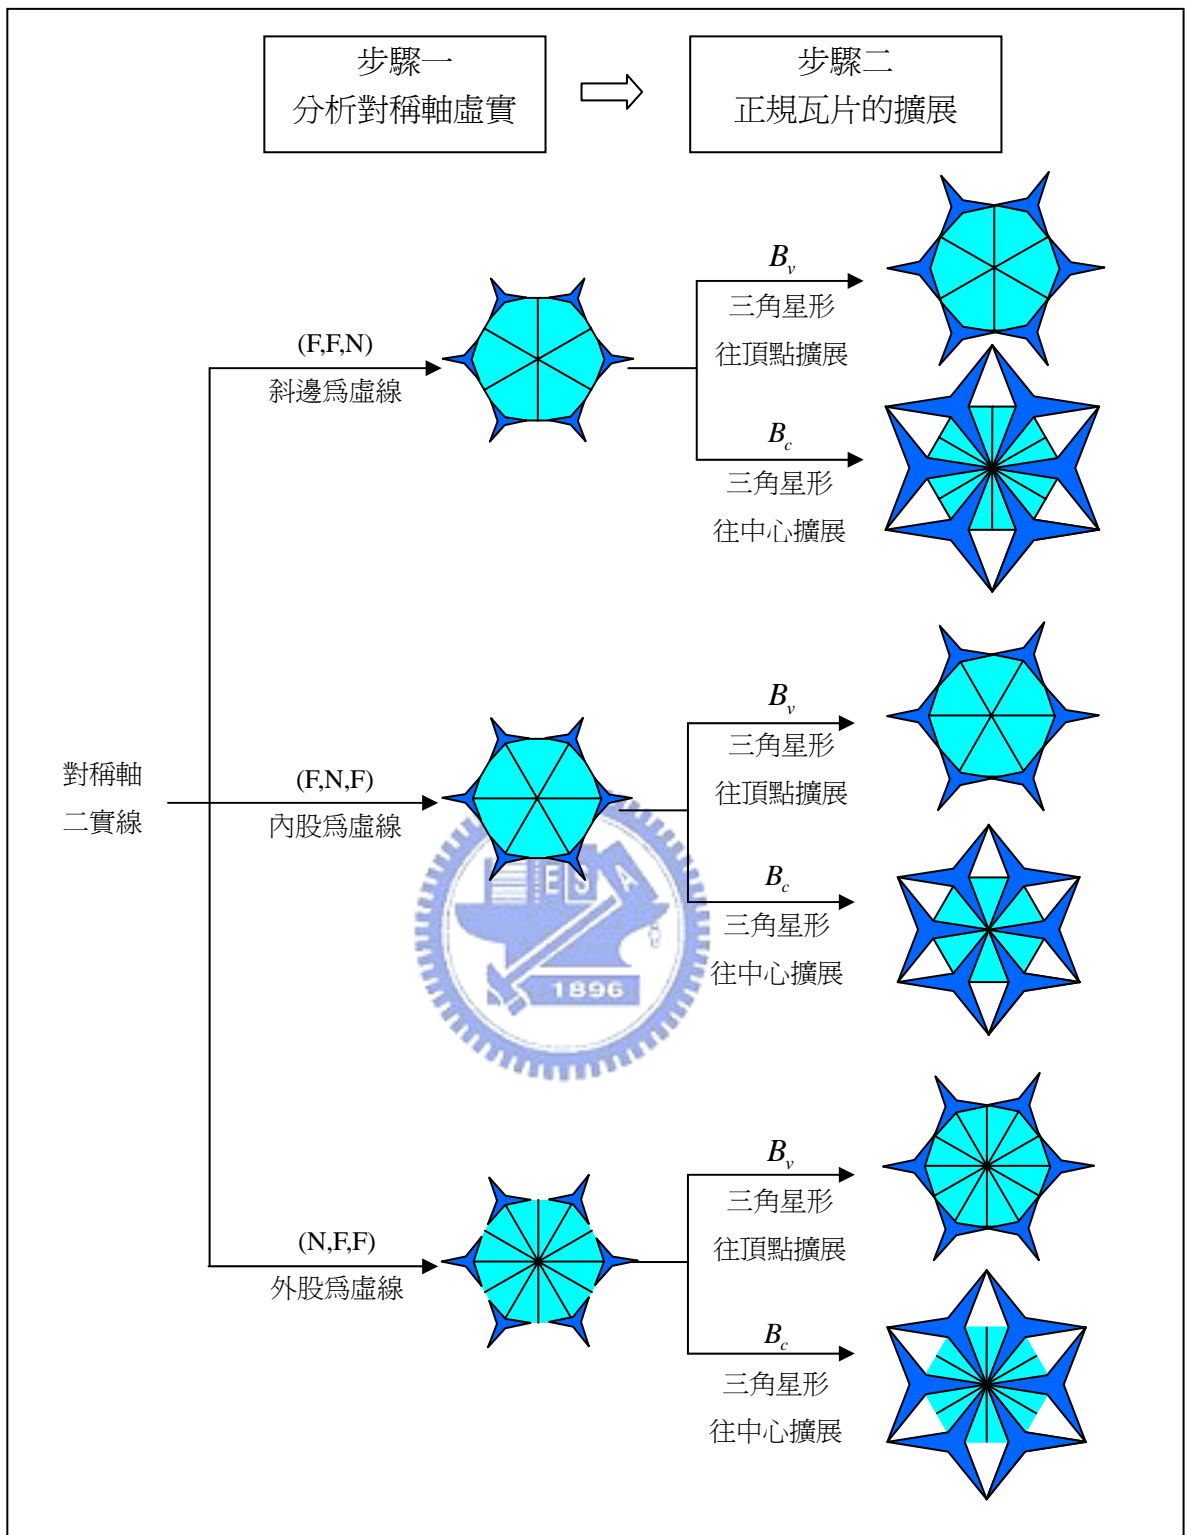 步驟一
分析對稱軸虛實
步驟二
正規瓦片的擴展
對稱軸
二實線
(F,F,N)
斜邊爲虛線
B_v
三角星形
往頂點擴展
B_c
三角星形
往中心擴展
(F,N,F)
內股爲虛線
B_v
三角星形
往頂點擴展
B_c
三角星形
往中心擴展
(N,F,F)
外股爲虛線
B_v
三角星形
往頂點擴展
B_c
三角星形
往中心擴展
E S A
1896